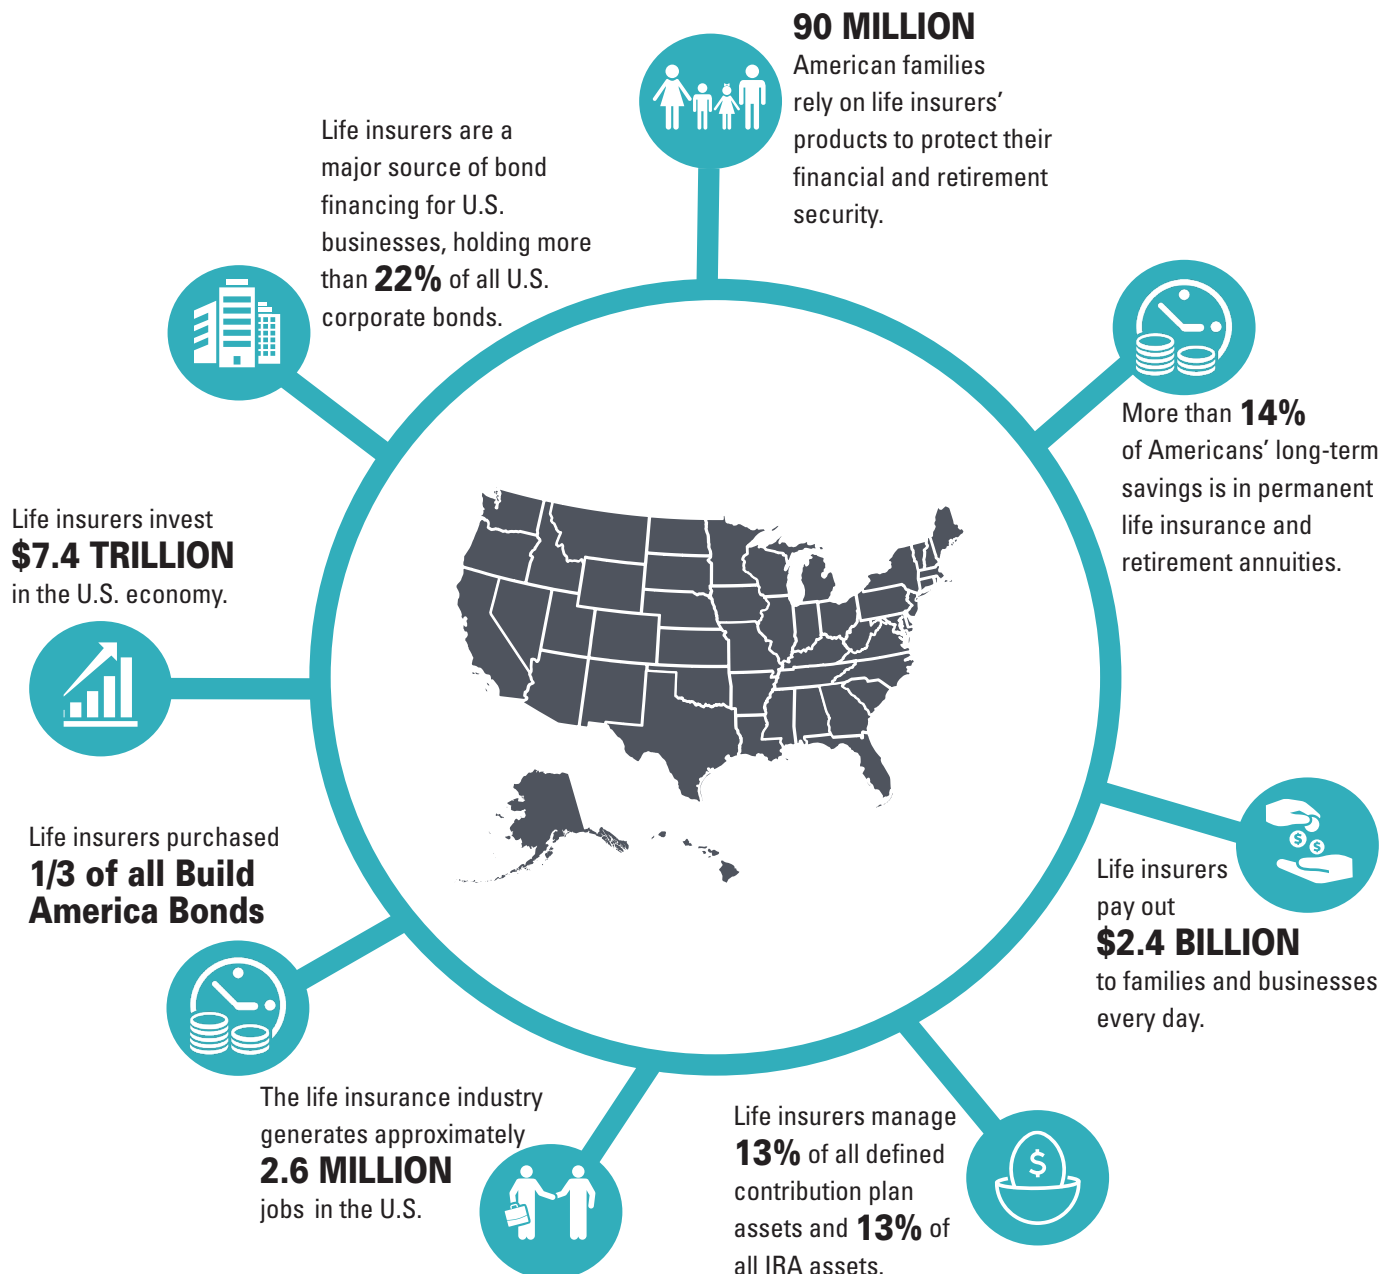 90 MILLION
American families
rely on life insurers’
products to protect their
financial and retirement
security.
More than 14%
of Americans’ long-term
savings is in permanent
life insurance and
retirement annuities.
Life insurers
pay out
$2.4 BILLION
to families and businesses
every day.
Life insurers manage
13% of all defined
contribution plan
assets and 13% of
all IRA assets.
The life insurance industry
generates approximately
2.6 MILLION
jobs in the U.S.
Life insurers purchased
1/3 of all Build
America Bonds
Life insurers invest
$7.4 TRILLION
in the U.S. economy.
Life insurers are a
major source of bond
financing for U.S.
businesses, holding more
than 22% of all U.S.
corporate bonds.
$
$
$